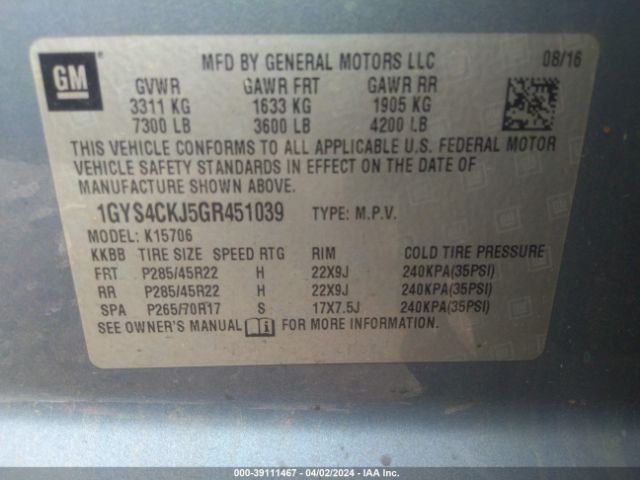 GM
MFD BY GENERAL MOTORS LLC 08/16
GVWR GAWR FRT GAWR RR
3311 KG 1633 KG 1905 KG
7300 LB 3600 LB 4200 LB
THIS VEHICLE CONFORMS TO ALL APPLICABLE U.S. FEDERAL MOTOR
VEHICLE SAFETY STANDARDS IN EFFECT ON THE DATE OF
MANUFACTURE SHOWN ABOVE.
1GYS4CKJ5GR451039 TYPE: M.P.V.
MODEL: K15706
KKBB TIRE SIZE SPEED RTG RIM COLD TIRE PRESSURE
FRT P285/45R22 H 22X9J 240KPA(35PSI)
RR P285/45R22 H 22X9J 240KPA(35PSI)
SPA P265/70R17 S 17X7.5J 240KPA(35PSI)
SEE OWNER'S MANUAL FOR MORE INFORMATION.
000-39111467 - 04/02/2024 - IAA Inc.